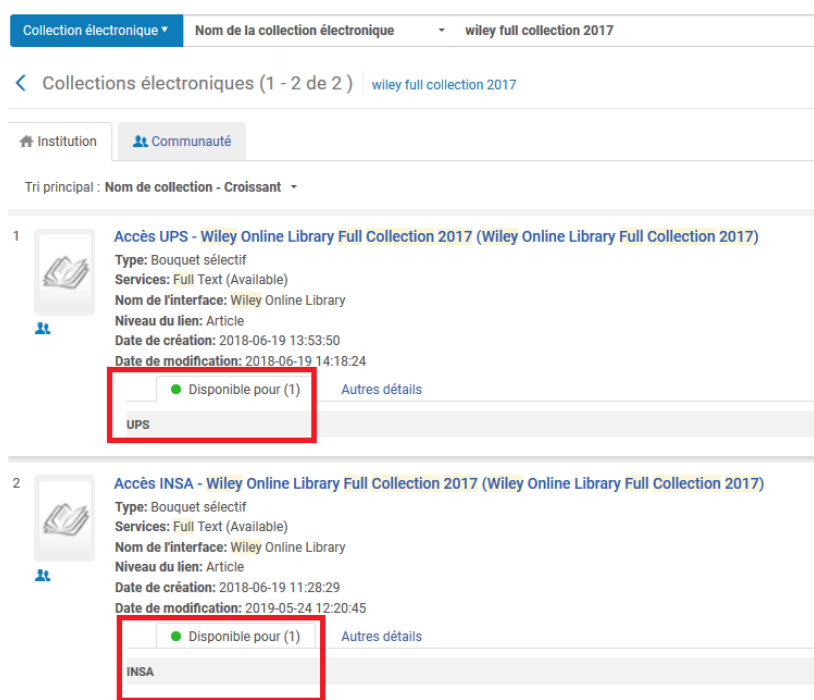 Collection électronique Nom de la collection électronique wiley full collection 2017
Collections électroniques (1 - 2 de 2 ) wiley full collection 2017
Institution Communauté
Tri principal : Nom de collection - Croissant
1 Accès UPS - Wiley Online Library Full Collection 2017 (Wiley Online Library Full Collection 2017)
Type: Bouquet sélectif
Services: Full Text (Available)
Nom de l'interface: Wiley Online Library
Niveau du lien: Article
Date de création: 2018-06-19 13:53:50
Date de modification: 2018-06-19 14:18:24
Disponible pour (1) Autres détails
UPS
2 Accès INSA - Wiley Online Library Full Collection 2017 (Wiley Online Library Full Collection 2017)
Type: Bouquet sélectif
Services: Full Text (Available)
Nom de l'interface: Wiley Online Library
Niveau du lien: Article
Date de création: 2018-06-19 11:28:29
Date de modification: 2019-05-24 12:20:45
Disponible pour (1) Autres détails
INSA